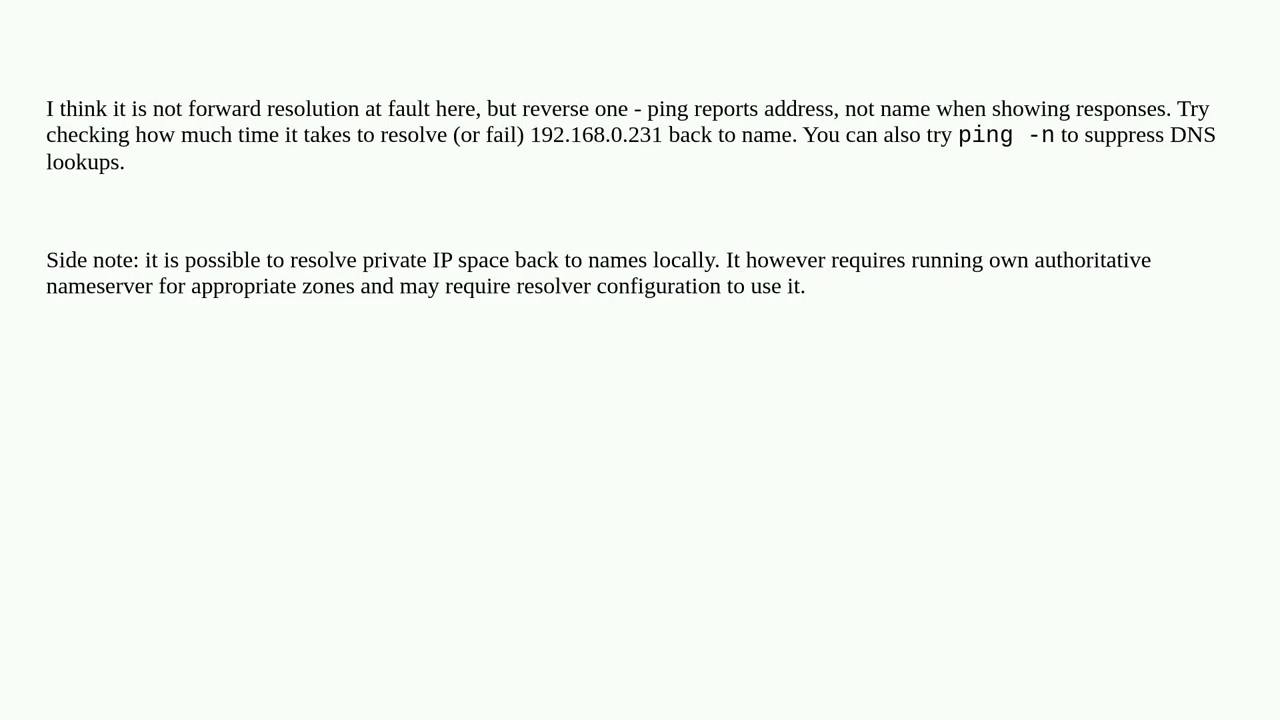 I think it is not forward resolution at fault here, but reverse one - ping reports address, not name when showing responses. Try
checking how much time it takes to resolve (or fail) 192.168.0.231 back to name. You can also try ping -n to suppress DNS
lookups.
Side note: it is possible to resolve private IP space back to names locally. It however requires running own authoritative
nameserver for appropriate zones and may require resolver configuration to use it.